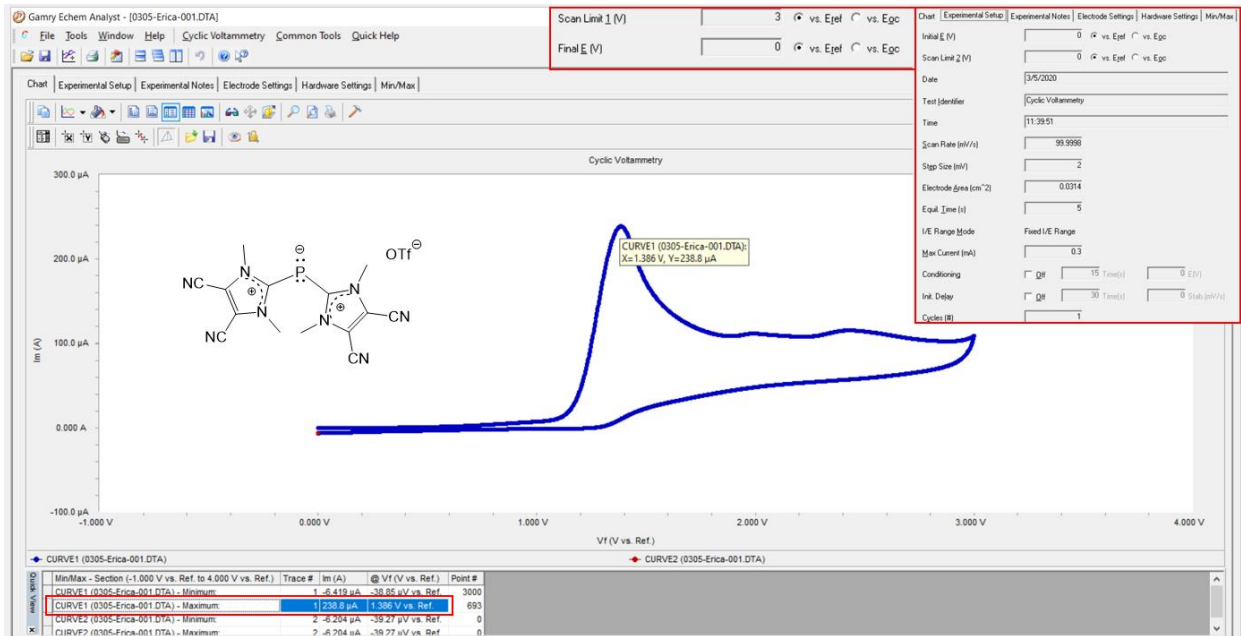 Gamry Echem Analyst - [0305-Erica-001.DTA]
File Tools Window Help Cyclic Voltammetry Common Tools Quick Help
Chart Experimental Setup Experimental Notes Electrode Settings Hardware Settings Min/Max
Scan Limit 1 (V) 3 vs. Eref vs. Eoc
Final E (V) 0 vs. Eref vs. Eoc
Chart Experimental Setup Experimental Notes Electrode Settings Hardware Settings Min/Max
Initial E (V) 0 vs. Eref vs. Eoc
Scan Limit 2 (V) 0 vs. Eref vs. Eoc
Date 3/5/2020
Test Identifier Cyclic Voltammetry
Time 11:39:51
Scan Rate (mV/s) 99.9998
Step Size (mV) 2
Electrode Area (cm^2) 0.0314
Equil. Time (s) 5
I/E Range Mode Fixed I/E Range
Max Current (mA) 0.3
Conditioning Off 15 Time(s) 0 E(V)
Init. Delay Off 30 Time(s) 0 Stab.(mV/s)
Cycles (#) 1
Cyclic Voltammetry
300.0 µA
200.0 µA
100.0 µA
0.000 A
-100.0 µA
Im (A)
CURVE1 (0305-Erica-001.DTA):
X=1.386 V, Y=238.8 µA
OTf⊖
⊖
P
N
N
N
N
⊕
⊕
NC
NC
CN
CN
-1.000 V 0.000 V 1.000 V 2.000 V 3.000 V 4.000 V
Vf (V vs. Ref.)
CURVE1 (0305-Erica-001.DTA) CURVE2 (0305-Erica-001.DTA)
Quick View
Min/Max - Section (-1.000 V vs. Ref. to 4.000 V vs. Ref.) Trace # Im (A) @ Vf (V vs. Ref.) Point #
CURVE1 (0305-Erica-001.DTA) - Minimum: 1 -6.419 µA -38.85 µV vs. Ref. 3000
CURVE1 (0305-Erica-001.DTA) - Maximum: 1 238.8 µA 1.386 V vs. Ref. 693
CURVE2 (0305-Erica-001.DTA) - Minimum: 2 -6.204 µA -39.27 µV vs. Ref. 0
CURVE2 (0305-Erica-001.DTA) - Maximum: 2 -6.204 µA -39.27 µV vs. Ref. 0